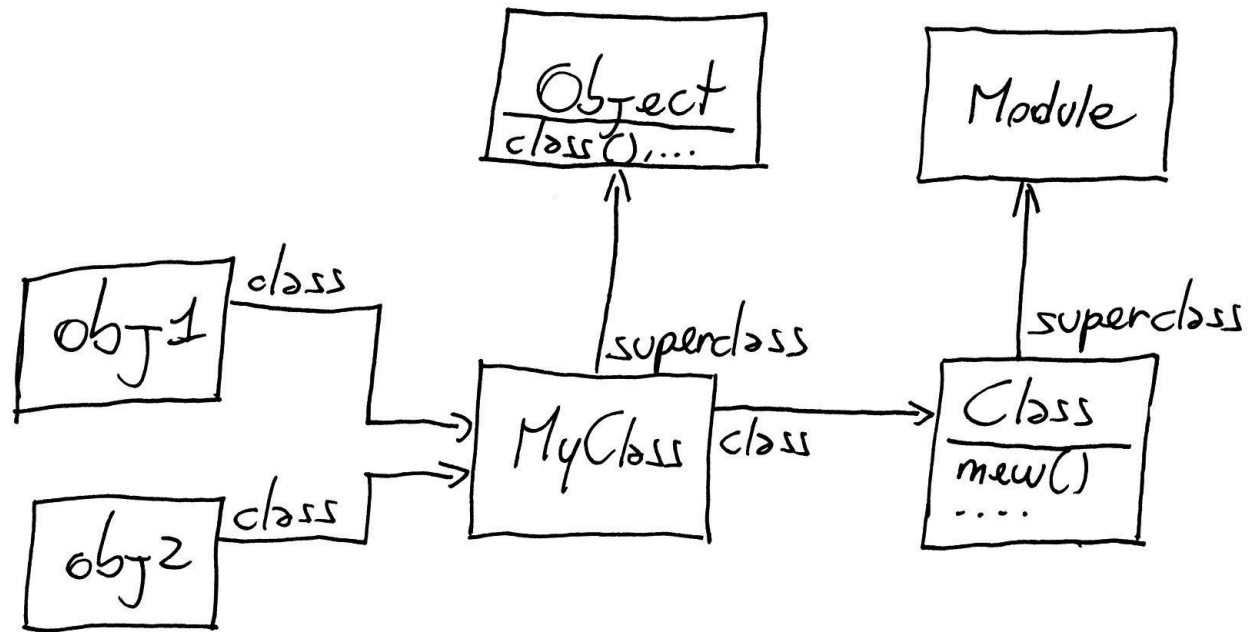 Object
class(),...
Module
obj1
class
superclass
superclass
MyClass
class
Class
mew()
....
obj2
class